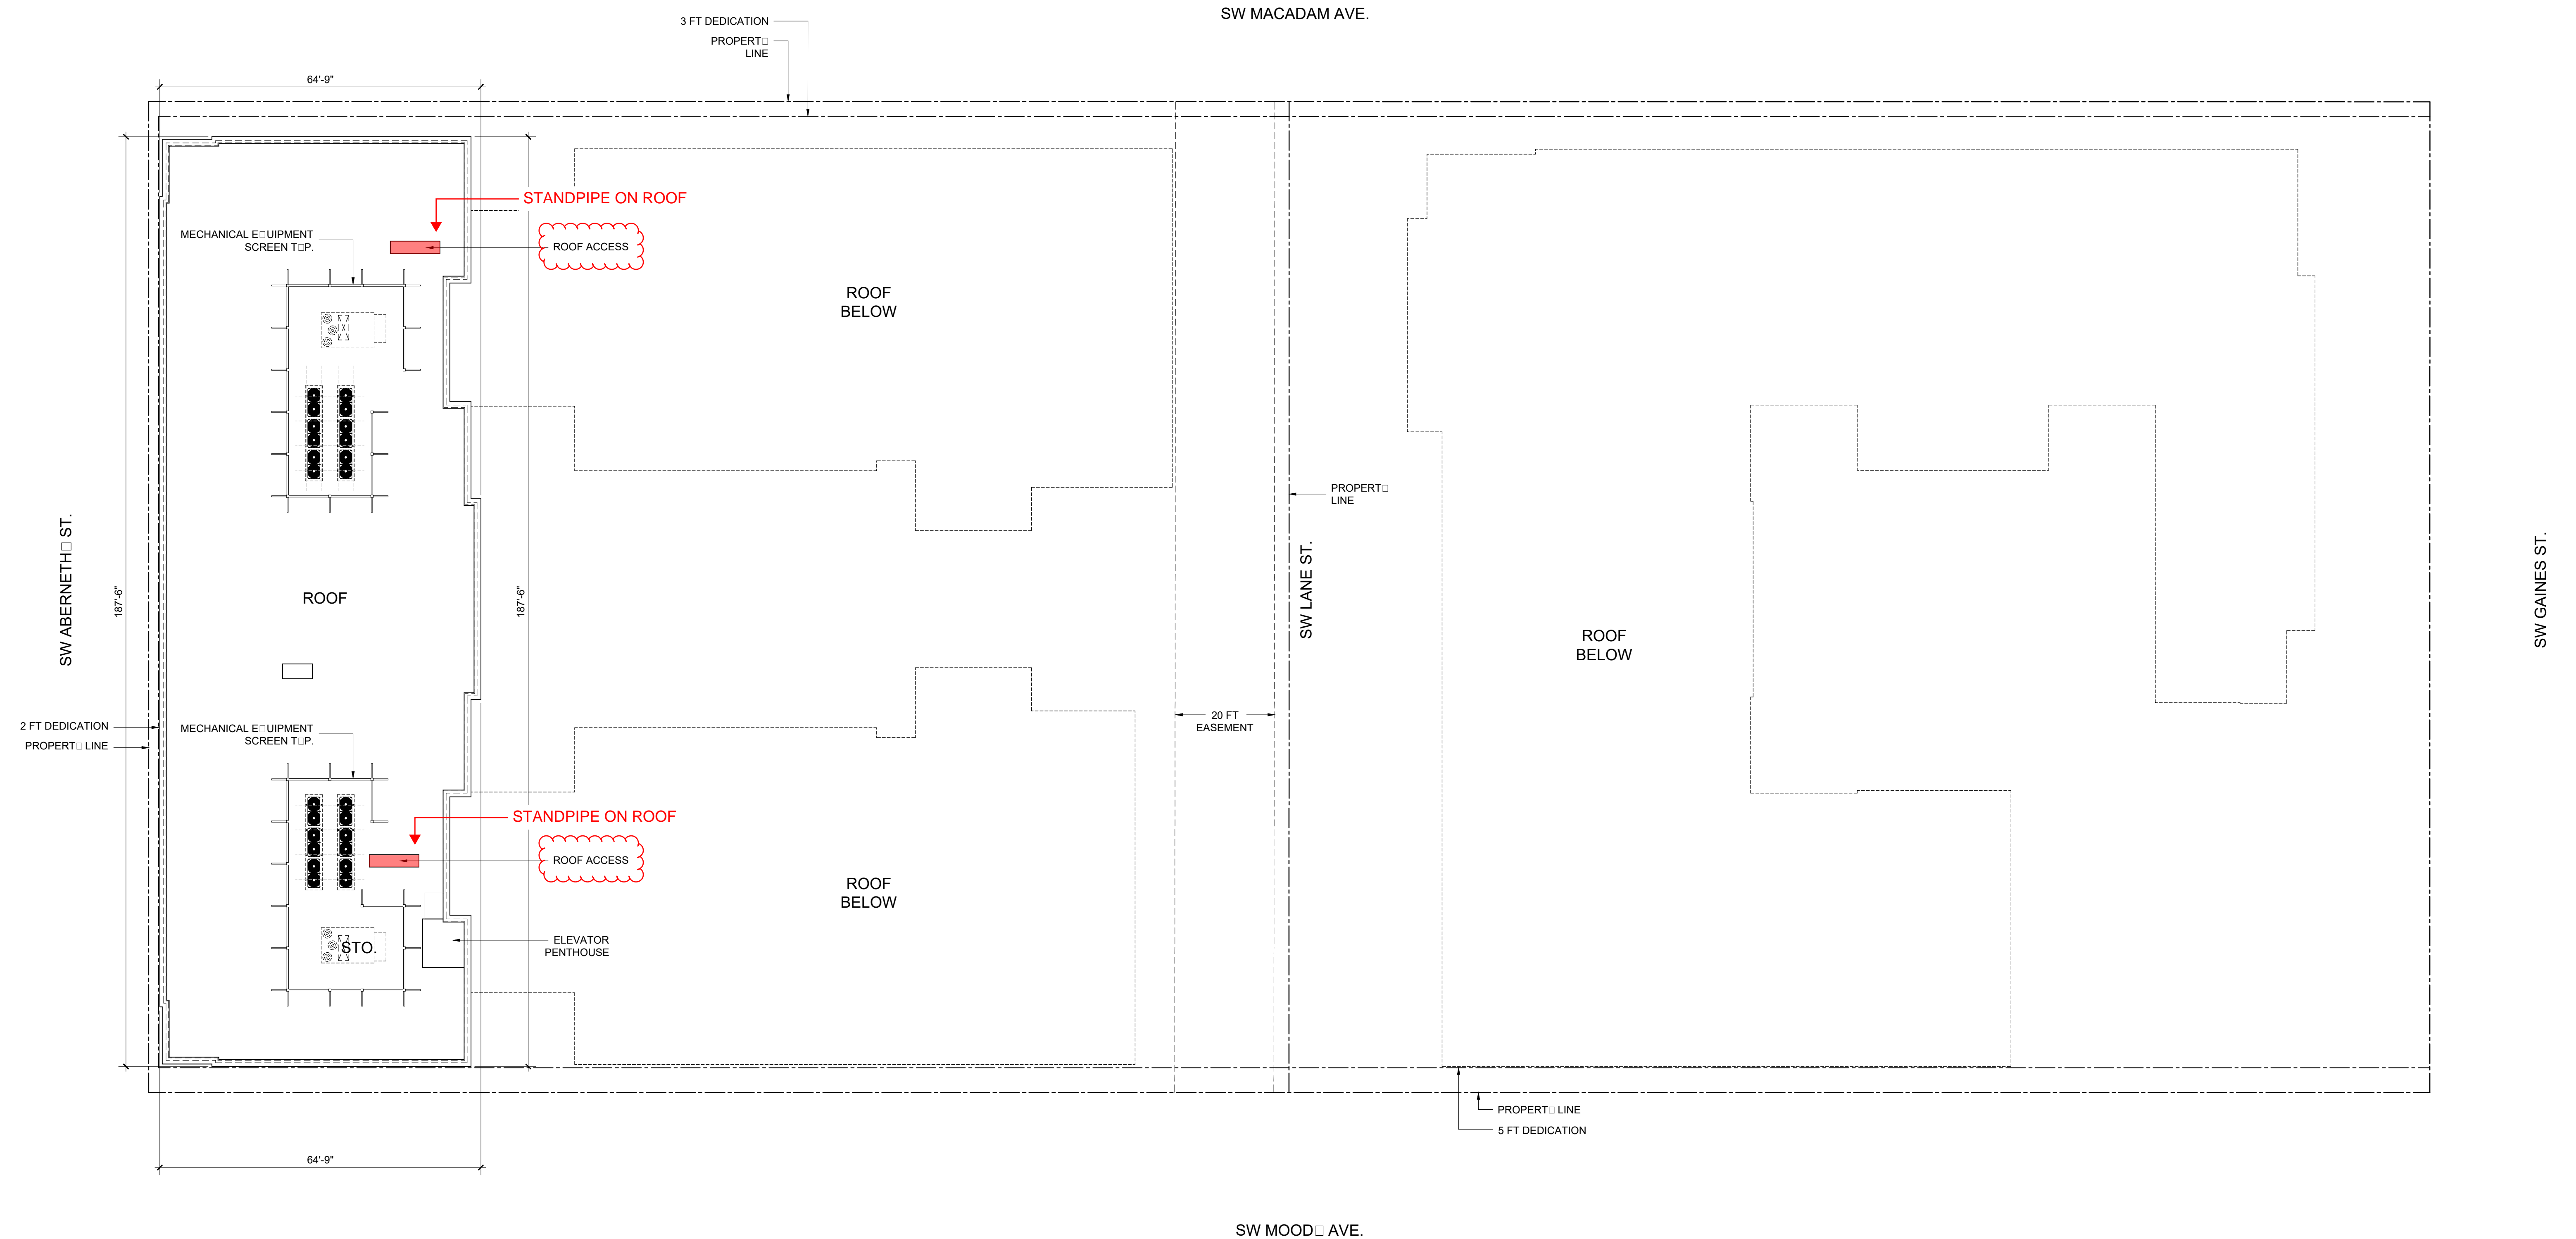 SW MACADAM AVE.
3 FT DEDICATION
PROPERT□
LINE
64'-9"
STANDPIPE ON ROOF
MECHANICAL E□UIPMENT
SCREEN T□P.
ROOF ACCESS
ROOF
BELOW
PROPERT□
LINE
SW ABERNETH□ ST.
187'-6"
ROOF
187'-6"
SW LANE ST.
SW GAINES ST.
ROOF
BELOW
2 FT DEDICATION
PROPERT□ LINE
MECHANICAL E□UIPMENT
SCREEN T□P.
20 FT
EASEMENT
STANDPIPE ON ROOF
ROOF ACCESS
ROOF
BELOW
STO.
ELEVATOR
PENTHOUSE
PROPERT□ LINE
5 FT DEDICATION
64'-9"
SW MOOD□ AVE.